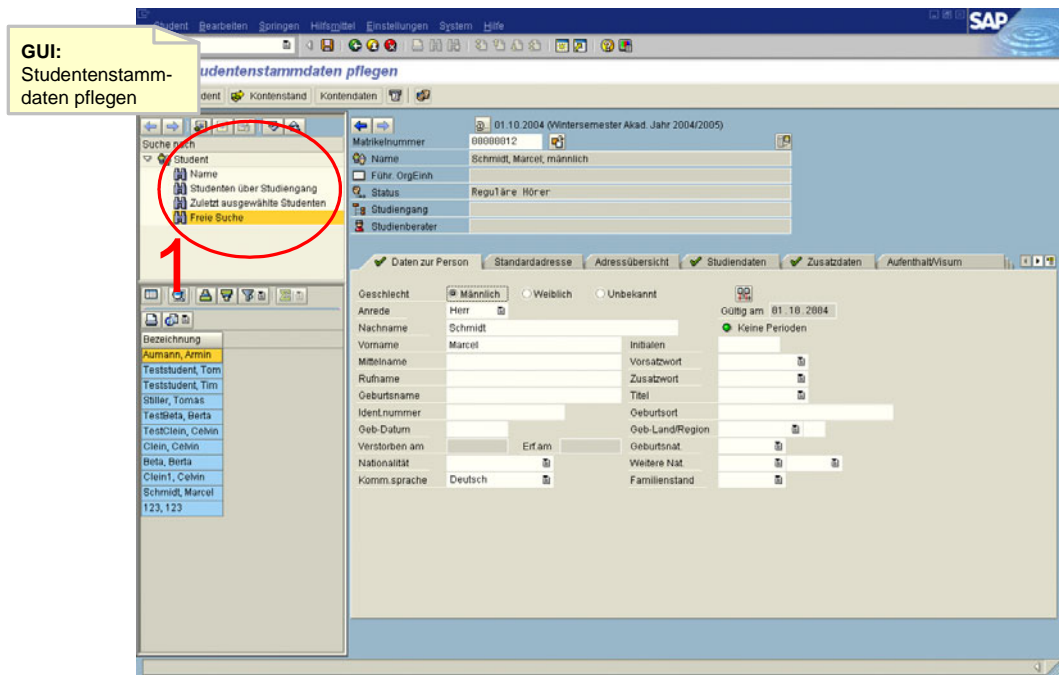 Student Bearbeiten Springen Hilfsmittel Einstellungen System Hilfe
SAP
GUI:
Studentenstamm-
daten pflegen
udentenstammdaten pflegen
dent Kontenstand Kontendaten
Suche nach
Student
Name
Studenten über Studiengang
Zuletzt ausgewählte Studenten
Freie Suche
1
01.10.2004 (Wintersemester Akad. Jahr 2004/2005)
Matrikelnummer 00000012
Name Schmidt, Marcel, männlich
Führ. OrgEinh
Status Reguläre Hörer
Studiengang
Studienberater
Daten zur Person Standardadresse Adressübersicht Studiendaten Zusatzdaten Aufenthalt/Visum
Geschlecht Männlich Weiblich Unbekannt
Anrede Herr Gültig am 01.10.2004
Nachname Schmidt Keine Perioden
Vorname Marcel Initialen
Mittelname Vorsatzwort
Rufname Zusatzwort
Geburtsname Titel
Ident.nummer Geburtsort
Geb-Datum Geb-Land/Region
Verstorben am Erf.am Geburtsnat.
Nationalität Weitere Nat.
Komm.sprache Deutsch Familienstand
Bezeichnung
Aumann, Armin
Teststudent, Tom
Teststudent, Tim
Stiller, Tomas
TestBeta, Berta
TestClein, Celvin
Clein, Celvin
Beta, Berta
Clein1, Celvin
Schmidt, Marcel
123, 123